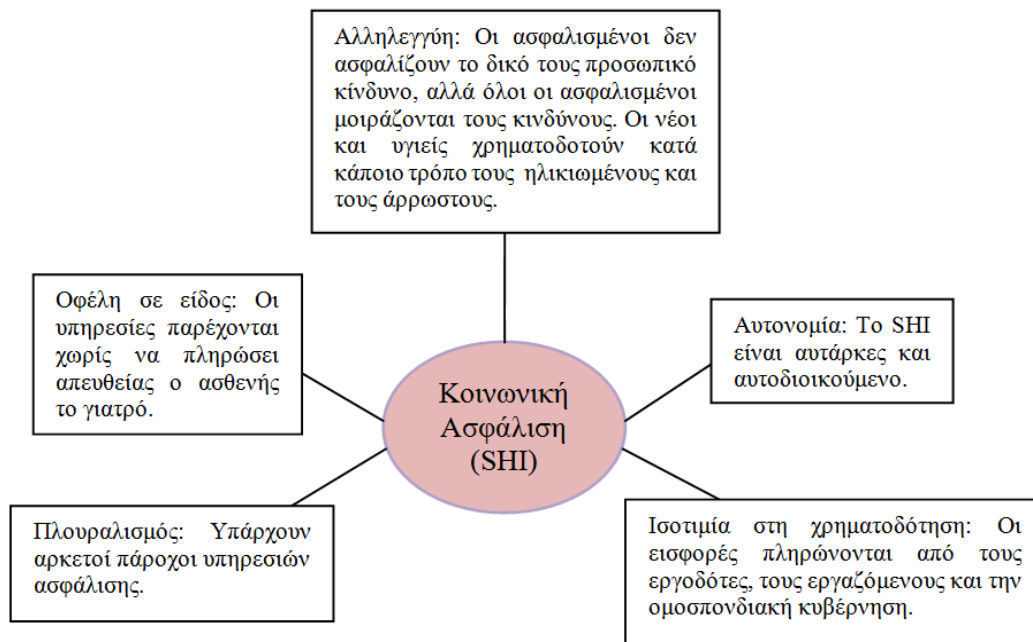 Αλληλεγγύη: Οι ασφαλισμένοι δεν
ασφαλίζουν το δικό τους προσωπικό
κίνδυνο, αλλά όλοι οι ασφαλισμένοι
μοιράζονται τους κινδύνους. Οι νέοι
και υγιείς χρηματοδοτούν κατά
κάποιο τρόπο τους ηλικιωμένους και
τους άρρωστους.
Οφέλη σε είδος: Οι
υπηρεσίες παρέχονται
χωρίς να πληρώσει
απευθείας ο ασθενής
το γιατρό.
Αυτονομία: Το SHI
είναι αυτάρκες και
αυτοδιοικούμενο.
Κοινωνική
Ασφάλιση
(SHI)
Πλουραλισμός: Υπάρχουν
αρκετοί πάροχοι υπηρεσιών
ασφάλισης.
Ισοτιμία στη χρηματοδότηση: Οι
εισφορές πληρώνονται από τους
εργοδότες, τους εργαζόμενους και την
ομοσπονδιακή κυβέρνηση.